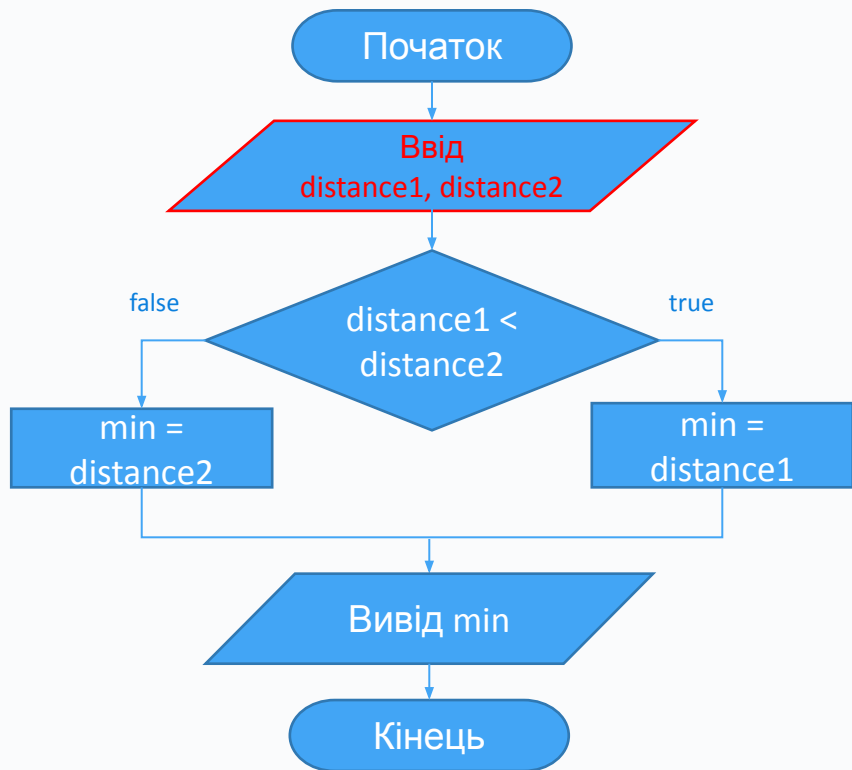 Початок
Ввід
distance1, distance2
false
true
distance1 <
distance2
min =
distance2
min =
distance1
Вивід min
Кінець